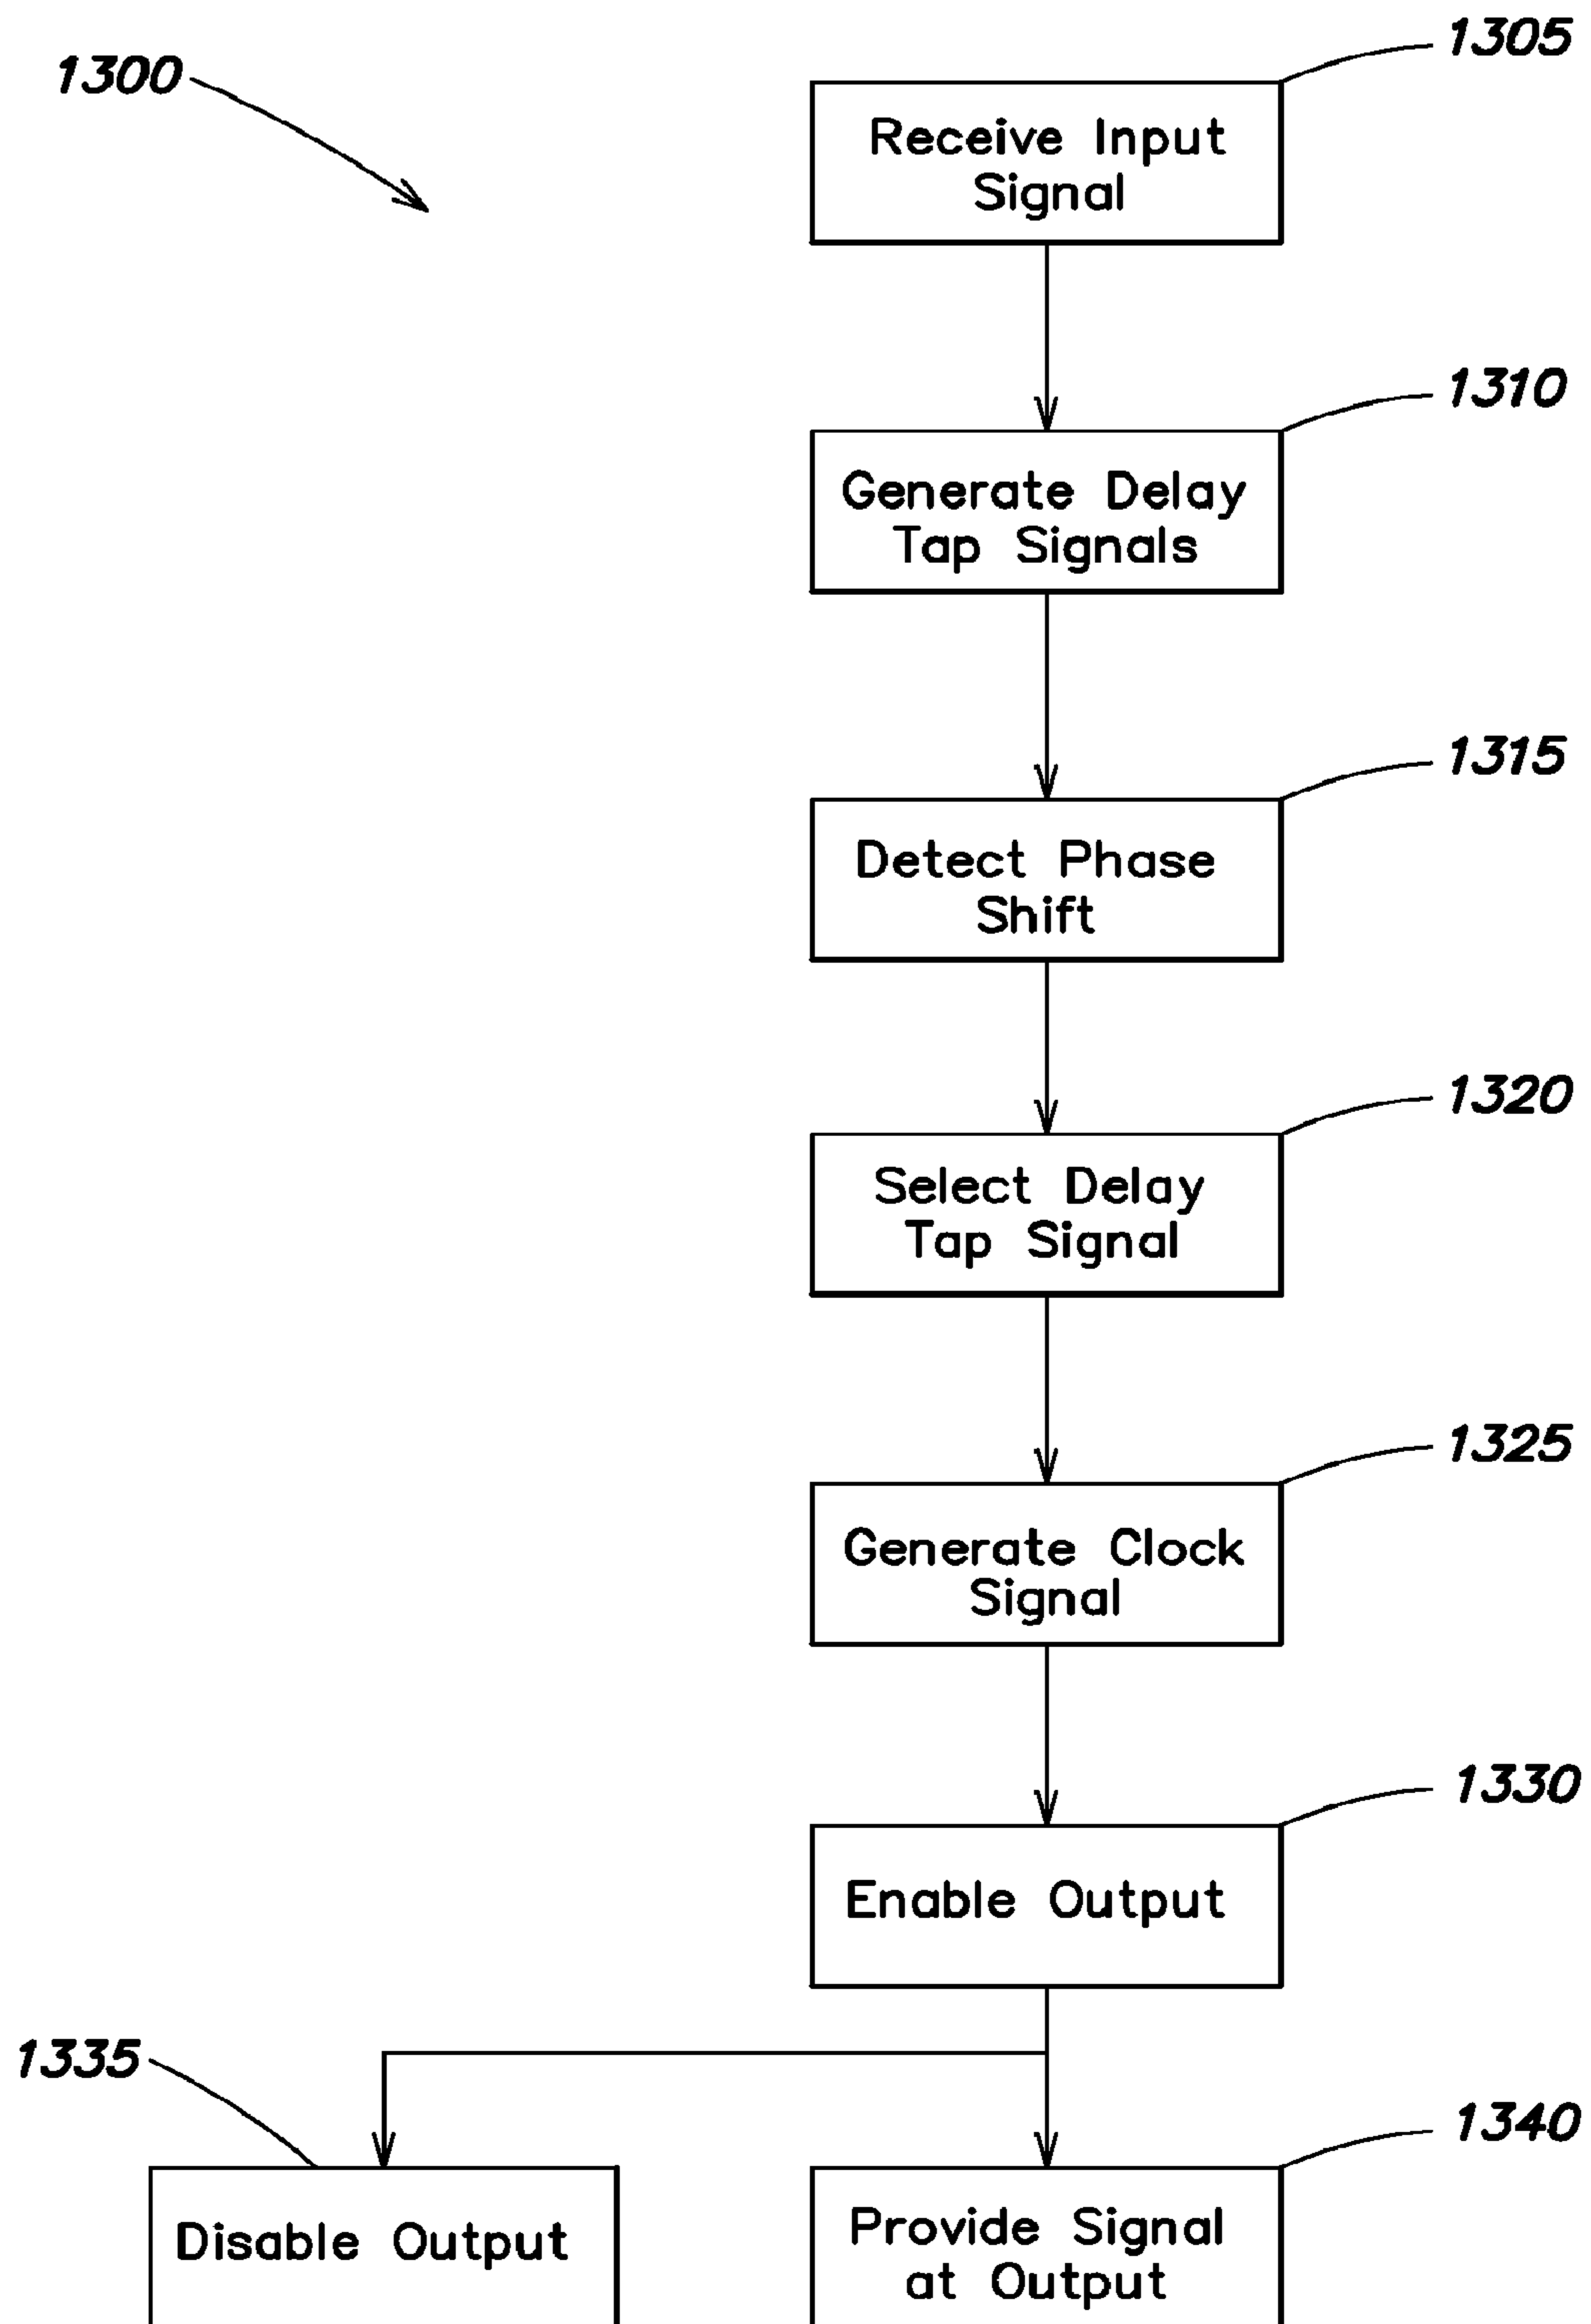 1300
1305
Receive Input
Signal
1310
Generate Delay
Tap Signals
1315
Detect Phase
Shift
1320
Select Delay
Tap Signal
1325
Generate Clock
Signal
1330
Enable Output
1335
Disable Output
1340
Provide Signal
at Output